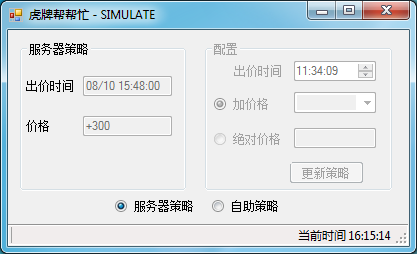 虎牌帮帮忙 - SIMULATE
服务器策略
出价时间 08/10 15:48:00
价格 +300
配置
出价时间 11:34:09
加价格
绝对价格
更新策略
服务器策略 自助策略
当前时间 16:15:14